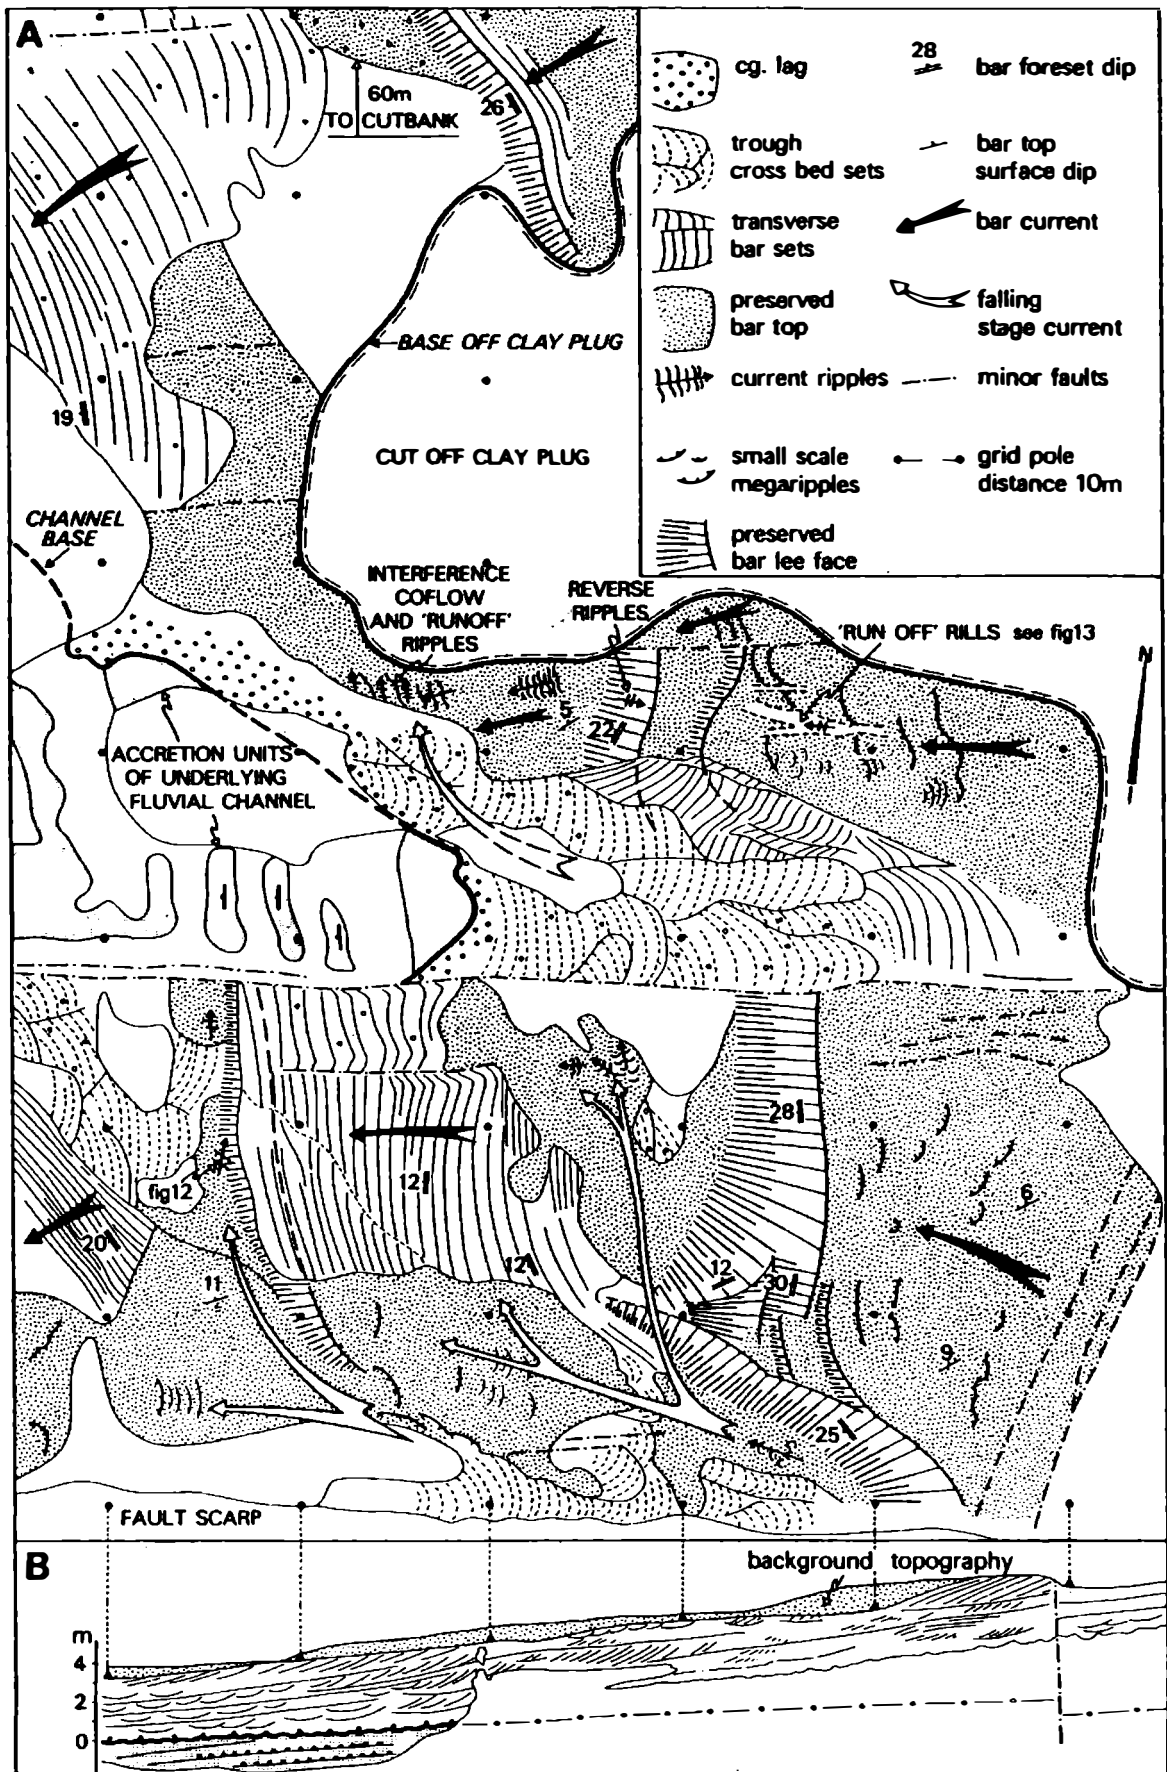 A
60m
TO CUTBANK
26
BASE OFF CLAY PLUG
CUT OFF CLAY PLUG
19
CHANNEL
BASE
INTERFERENCE
COFLOW
AND 'RUNOFF'
RIPPLES
REVERSE
RIPPLES
'RUN OFF' RILLS see fig13
N
5
22
ACCRETION UNITS
OF UNDERLYING
FLUVIAL CHANNEL
28
12
6
fig12
20
11
12
12
30
9
25
FAULT SCARP
cg. lag
28
bar foreset dip
trough
cross bed sets
bar top
surface dip
transverse
bar sets
bar current
preserved
bar top
falling
stage current
current ripples
minor faults
small scale
megaripples
grid pole
distance 10m
preserved
bar lee face
B
background topography
m
4
2
0